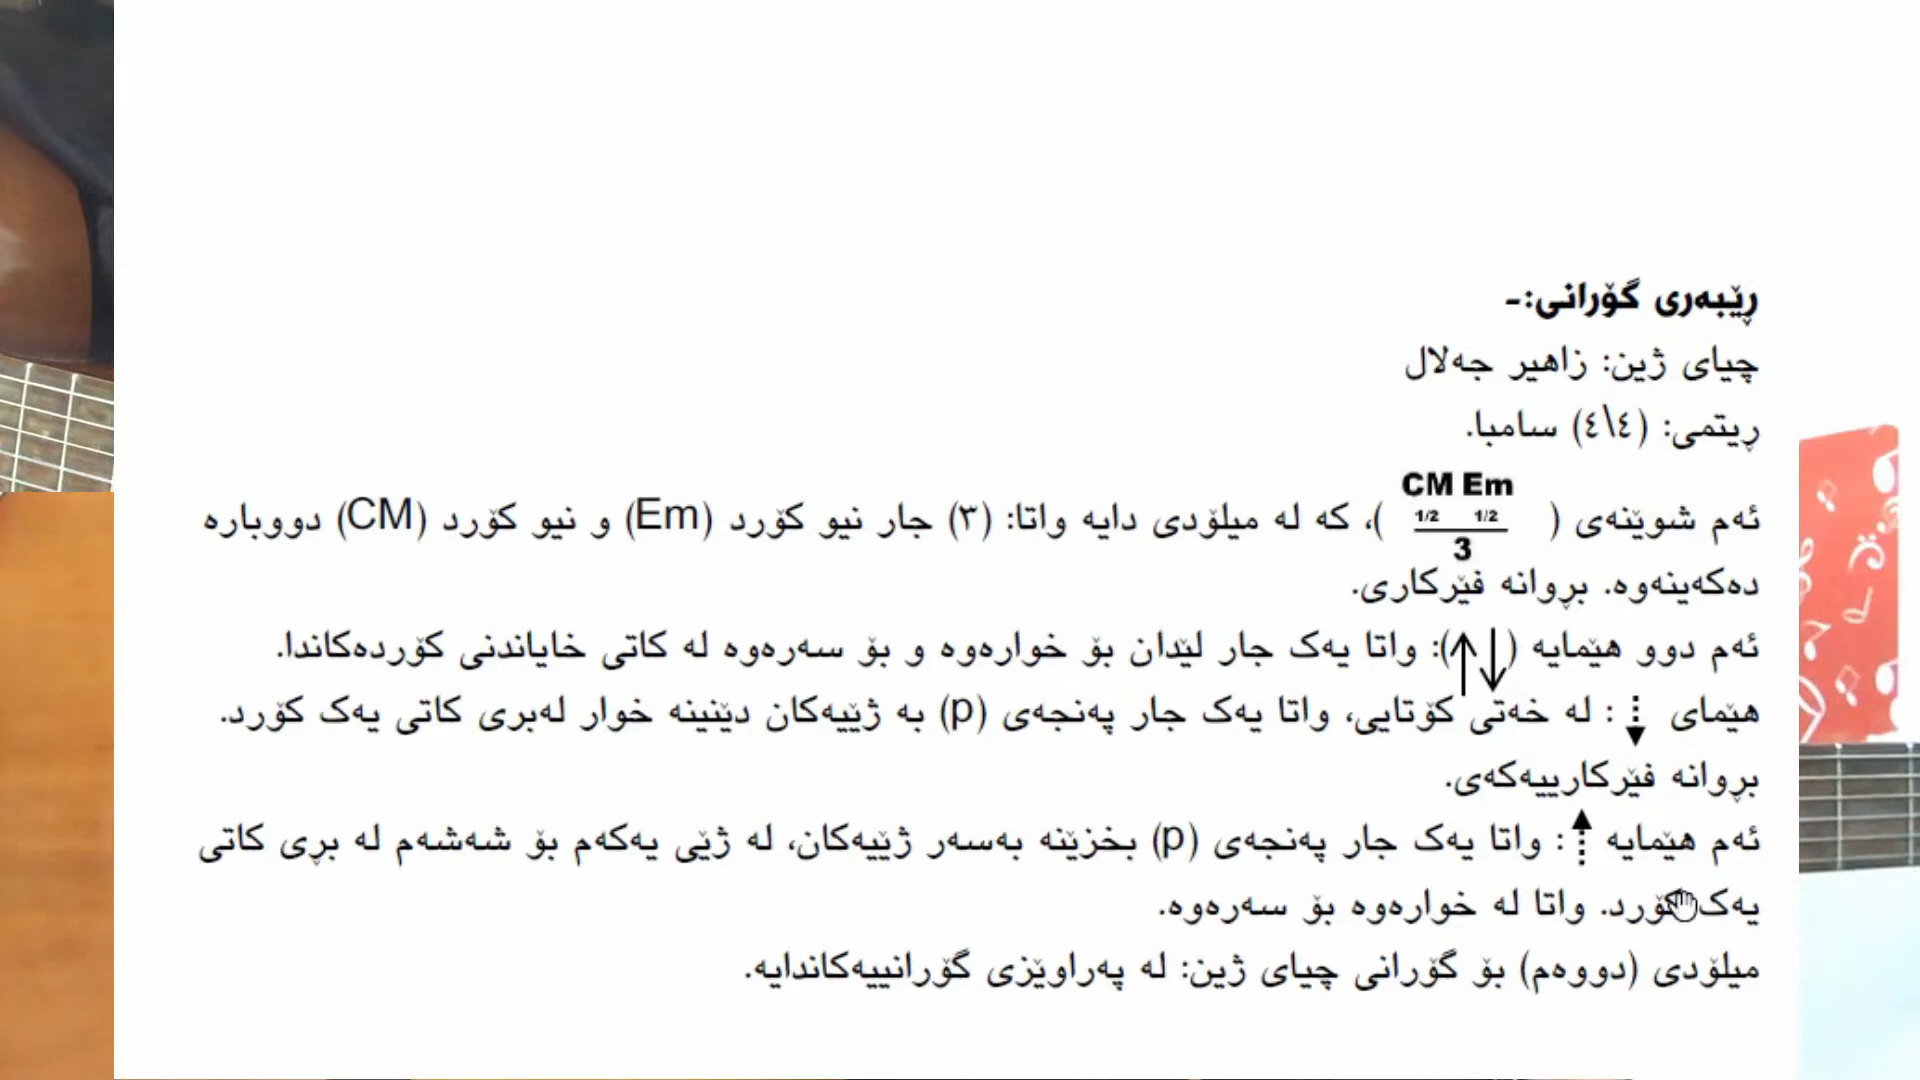 ڕێبەری گۆرانی:-
چیای ژین: زاهیر جەلال
ڕیتمی: (٤\٤) سامبا.
ئەم شوێنەی ( CM Em 1/2 1/2 3 )، کە لە میلۆدی دایە واتا: (٣) جار نیو کۆرد (Em) و نیو کۆرد (CM) دووبارە
دەکەینەوە. بڕوانە فێرکاری.
ئەم دوو هێمایە (↑↓): واتا یەک جار لێدان بۆ خوارەوە و بۆ سەرەوە لە کاتی خایاندنی کۆردەکاندا.
هێمای ⇣: لە خەتی کۆتایی، واتا یەک جار پەنجەی (p) بە ژێیەکان دێنینە خوار لەبری کاتی یەک کۆرد.
بڕوانە فێرکارییەکەی.
ئەم هێمایە ⇡: واتا یەک جار پەنجەی (p) بخزێنە بەسەر ژێیەکان، لە ژێی یەکەم بۆ شەشەم لە بڕی کاتی
یەک کۆرد. واتا لە خوارەوە بۆ سەرەوە.
میلۆدی (دووەم) بۆ گۆرانی چیای ژین: لە پەراوێزی گۆرانییەکاندایە.